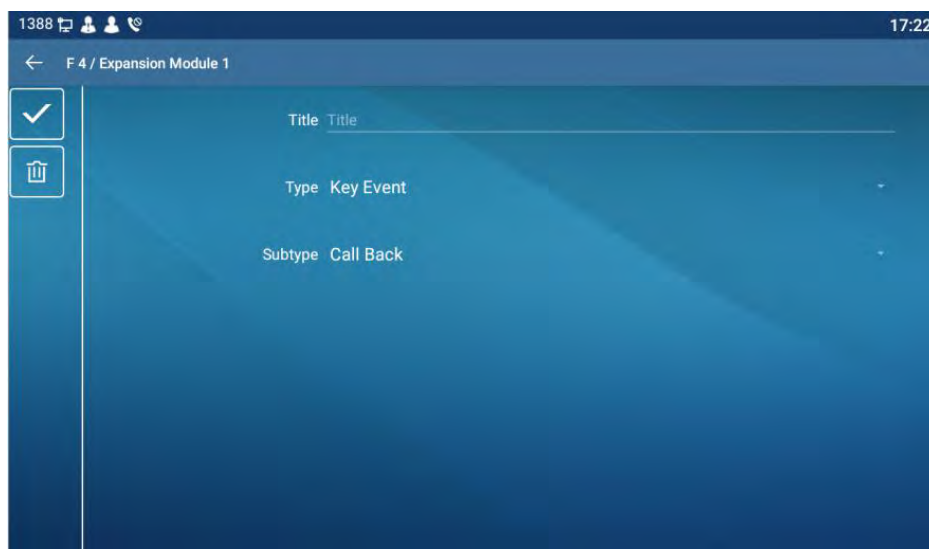 1388 17:22
F 4 / Expansion Module 1
Title Title
Type Key Event
Subtype Call Back